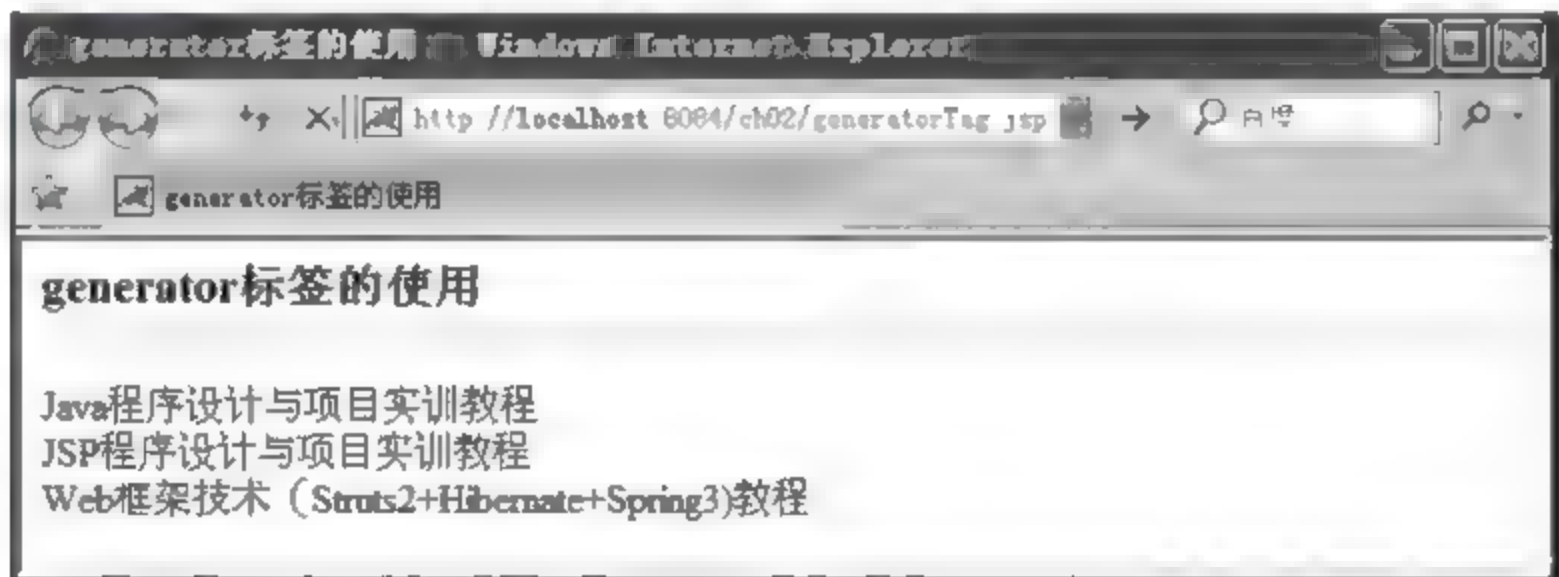 generator标签的使用 - Windows Internet Explorer
http //localhost 8084/ch02/generatorTag jsp
generator标签的使用
generator标签的使用
Java程序设计与项目实训教程
JSP程序设计与项目实训教程
Web框架技术（Struts2+Hibernate+Spring3)教程